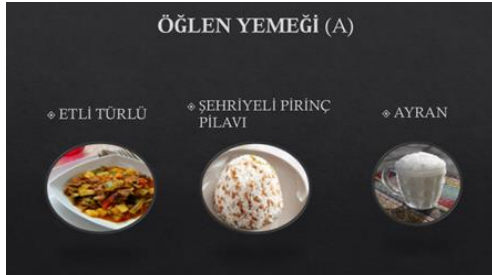 ÖĞLEN YEMEĞİ (A)
ETLİ TÜRLÜ
ŞEHRİYELİ PİRİNÇ
PİLAVI
AYRAN